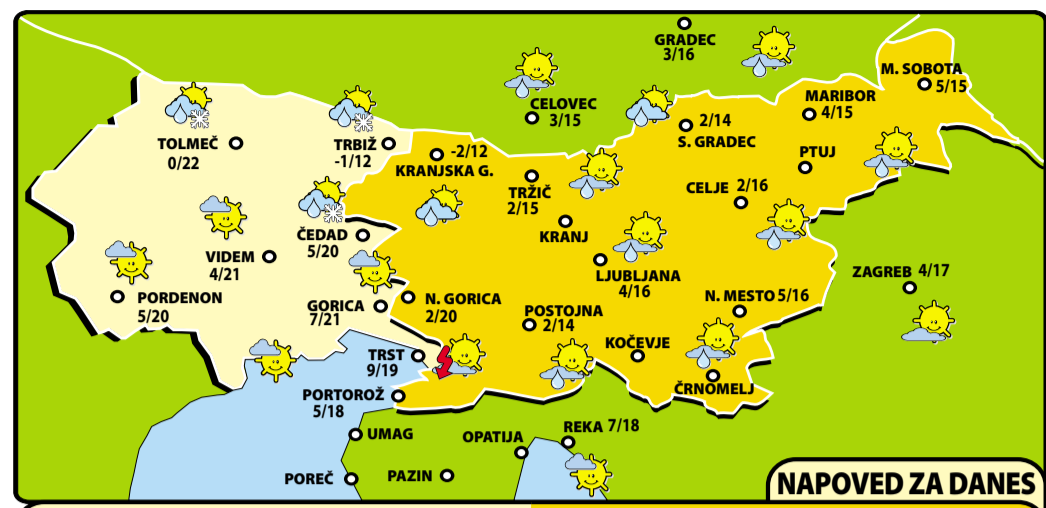 GRADEC
3/16
M. SOBOTA
5/15
CELOVEC
3/15
MARIBOR
4/15
2/14
S. GRADEC
TOLMEČ
0/22
TRBIŽ
-1/12
-2/12
KRANJSKA G.
PTUJ
TRŽIČ
2/15
CELJE 2/16
KRANJ
ČEDAD
5/20
VIDEM
4/21
LJUBLJANA
4/16
ZAGREB 4/17
PORDENON
5/20
GORICA
7/21
N. GORICA
2/20
N. MESTO 5/16
POSTOJNA
2/14
KOČEVJE
TRST
9/19
ČRNOMELJ
PORTOROŽ
5/18
UMAG
OPATIJA
REKA 7/18
POREČ
PAZIN
NAPOVED ZA DANES